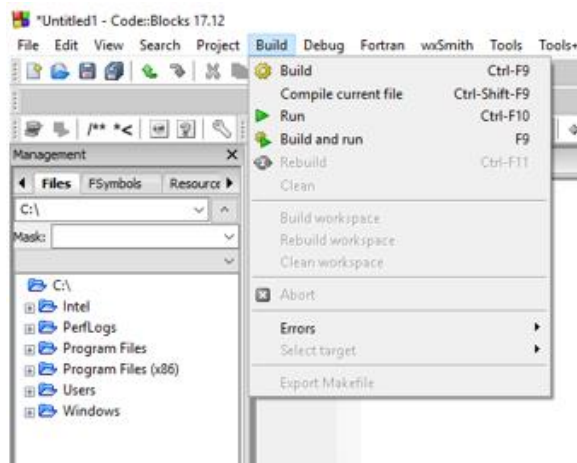 *Untitled1 - Code::Blocks 17.12
File Edit View Search Project Build Debug Fortran wxSmith Tools Tools+
Build Ctrl-F9
Compile current file Ctrl-Shift-F9
Run Ctrl-F10
Build and run F9
Rebuild Ctrl-F11
Clean
Build workspace
Rebuild workspace
Clean workspace
Abort
Errors
Select target
Export Makefile
/** *<
Management X
Files FSymbols Resource
C:\
Mask:
C:\
Intel
PerfLogs
Program Files
Program Files (x86)
Users
Windows